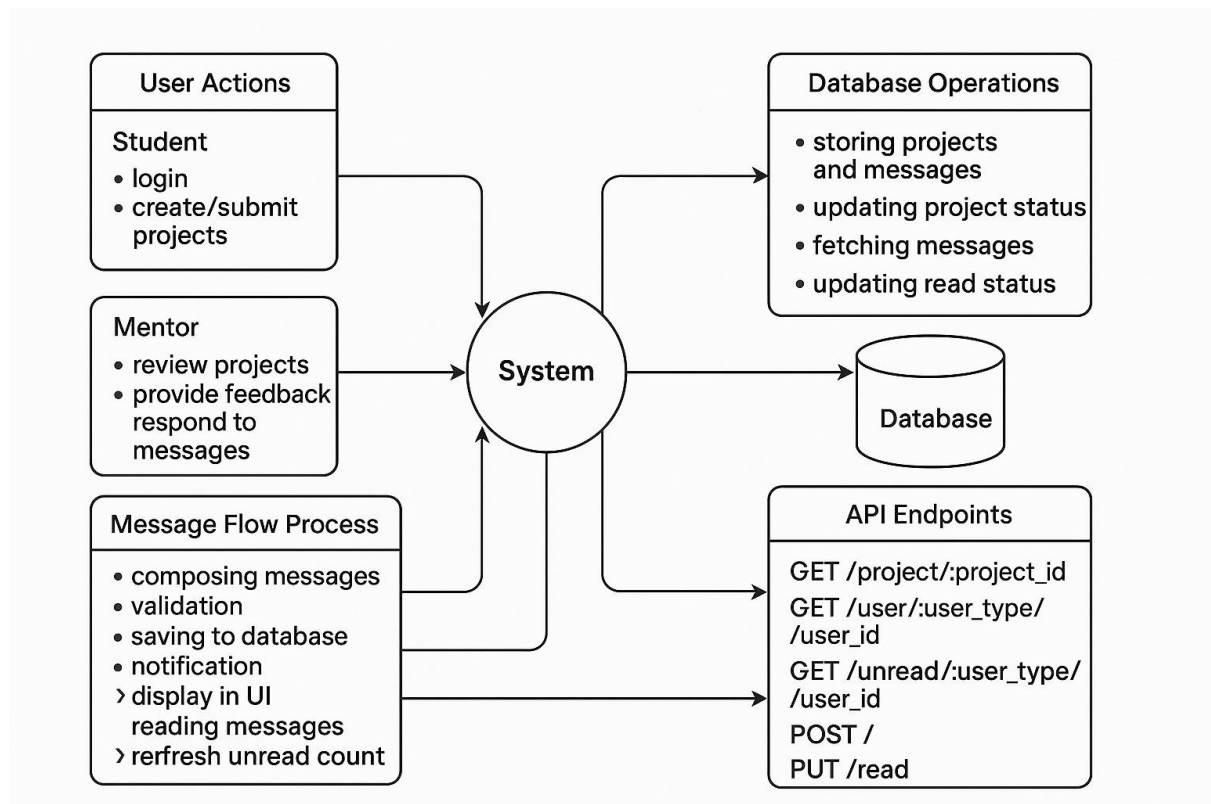 User Actions
Student
• login
• create/submit
projects
Mentor
• review projects
• provide feedback
respond to
messages
Message Flow Process
• composing messages
• validation
• saving to database
• notification
› display in UI
reading messages
› rerfresh unread count
System
Database Operations
• storing projects
and messages
• updating project status
• fetching messages
• updating read status
Database
API Endpoints
GET /project/:project_id
GET /user/:user_type/
/user_id
GET /unread/:user_type/
/user_id
POST /
PUT /read